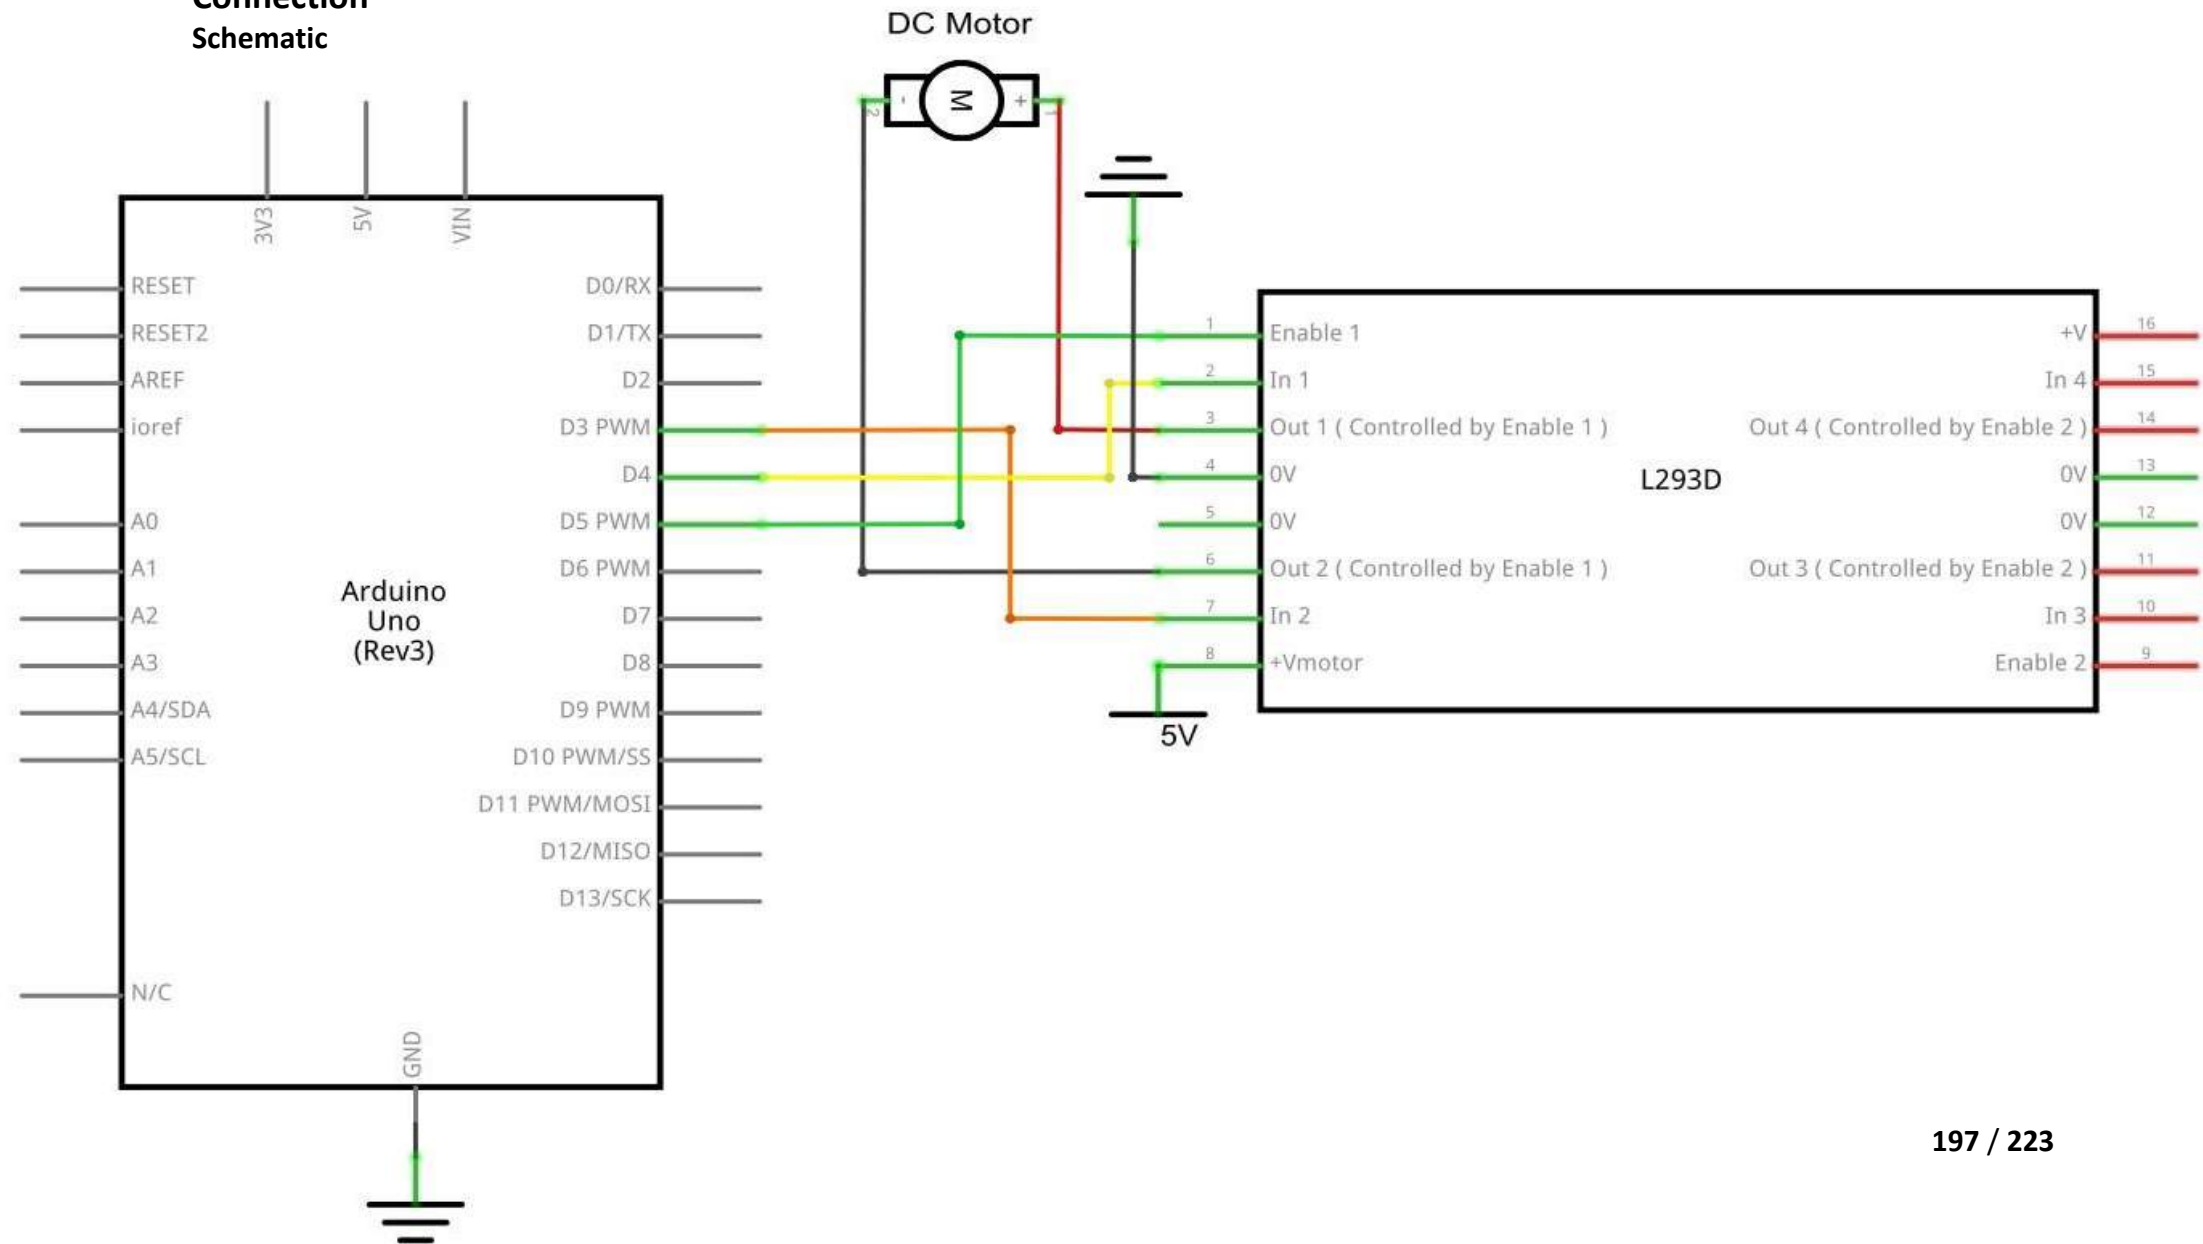 Connection
Schematic
DC Motor
2
-
M
+
1
3V3
5V
VIN
RESET
RESET2
AREF
ioref
A0
A1
A2
A3
A4/SDA
A5/SCL
N/C
D0/RX
D1/TX
D2
D3 PWM
D4
D5 PWM
D6 PWM
D7
D8
D9 PWM
D10 PWM/SS
D11 PWM/MOSI
D12/MISO
D13/SCK
Arduino
Uno
(Rev3)
GND
1 Enable 1
2 In 1
3 Out 1 ( Controlled by Enable 1 )
4 0V
5 0V
6 Out 2 ( Controlled by Enable 1 )
7 In 2
8 +Vmotor
5V
L293D
+V 16
In 4 15
Out 4 ( Controlled by Enable 2 ) 14
0V 13
0V 12
Out 3 ( Controlled by Enable 2 ) 11
In 3 10
Enable 2 9
197 / 223